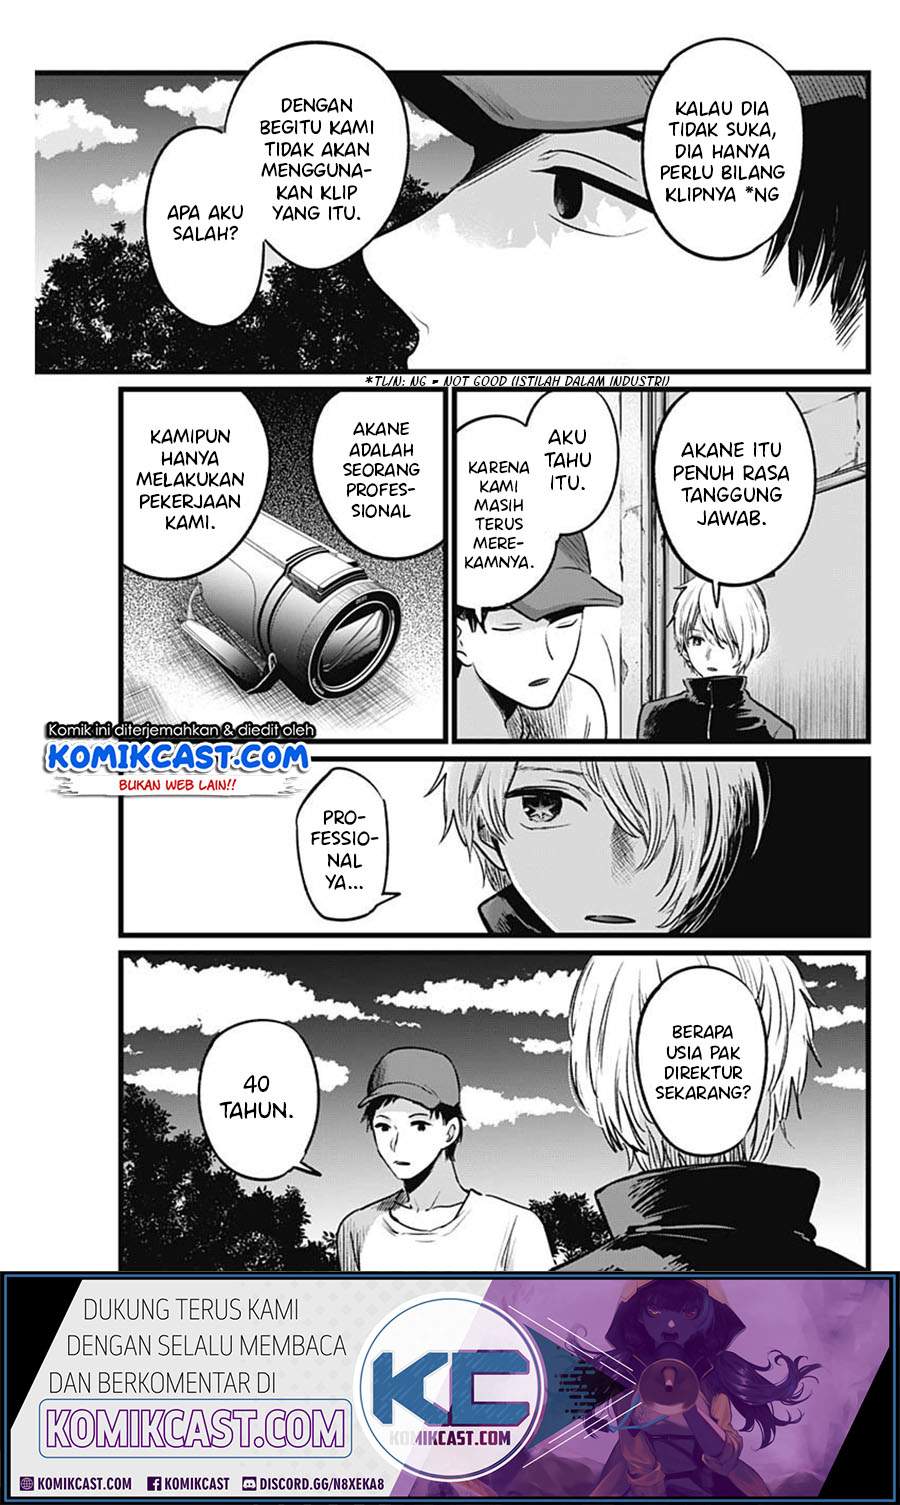 KALAU DIA
TIDAK SUKA,
DIA HANYA
PERLU BILANG
KLIPNYA *NG
DENGAN
BEGITU KAMI
TIDAK AKAN
MENGGUNA-
KAN KLIP
YANG ITU.
APA AKU
SALAH?
*TL/N: NG = NOT GOOD (ISTILAH DALAM INDUSTRI)
AKANE ITU
PENUH RASA
TANGGUNG
JAWAB.
AKU
TAHU
ITU.
KARENA
KAMI
MASIH
TERUS
MERE-
KAMNYA.
AKANE
ADALAH
SEORANG
PROFES-
SIONAL
KAMIPUN
HANYA
MELAKUKAN
PEKERJAAN
KAMI.
Komik ini diterjemahkan & diedit oleh
KOMIKCAST.COM
BUKAN WEB LAIN!!
PRO-
FESSIO-
NAL
YA...
BERAPA
USIA PAK
DIREKTUR
SEKARANG?
40
TAHUN.
DUKUNG TERUS KAMI
DENGAN SELALU MEMBACA
DAN BERKOMENTAR DI
KOMIKCAST.COM
KC
KOMIKCAST.COM
KOMIKCAST.COM
KOMIKCAST
DISCORD.GG/N8XEKA8